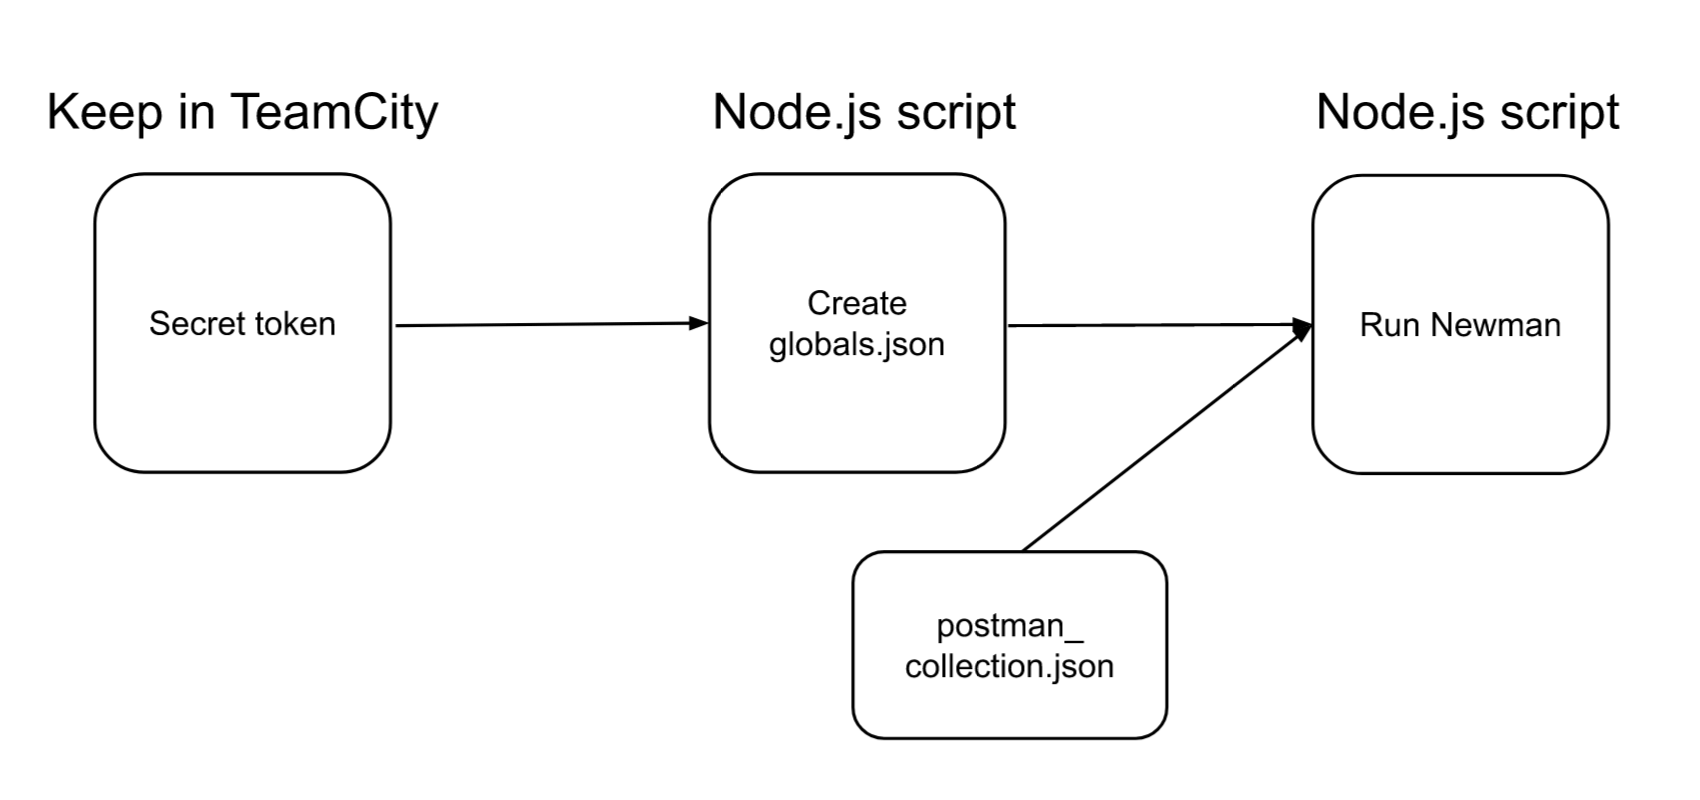 Keep in TeamCity
Node.js script
Node.js script
Secret token
Create
globals.json
Run Newman
postman_
collection.json